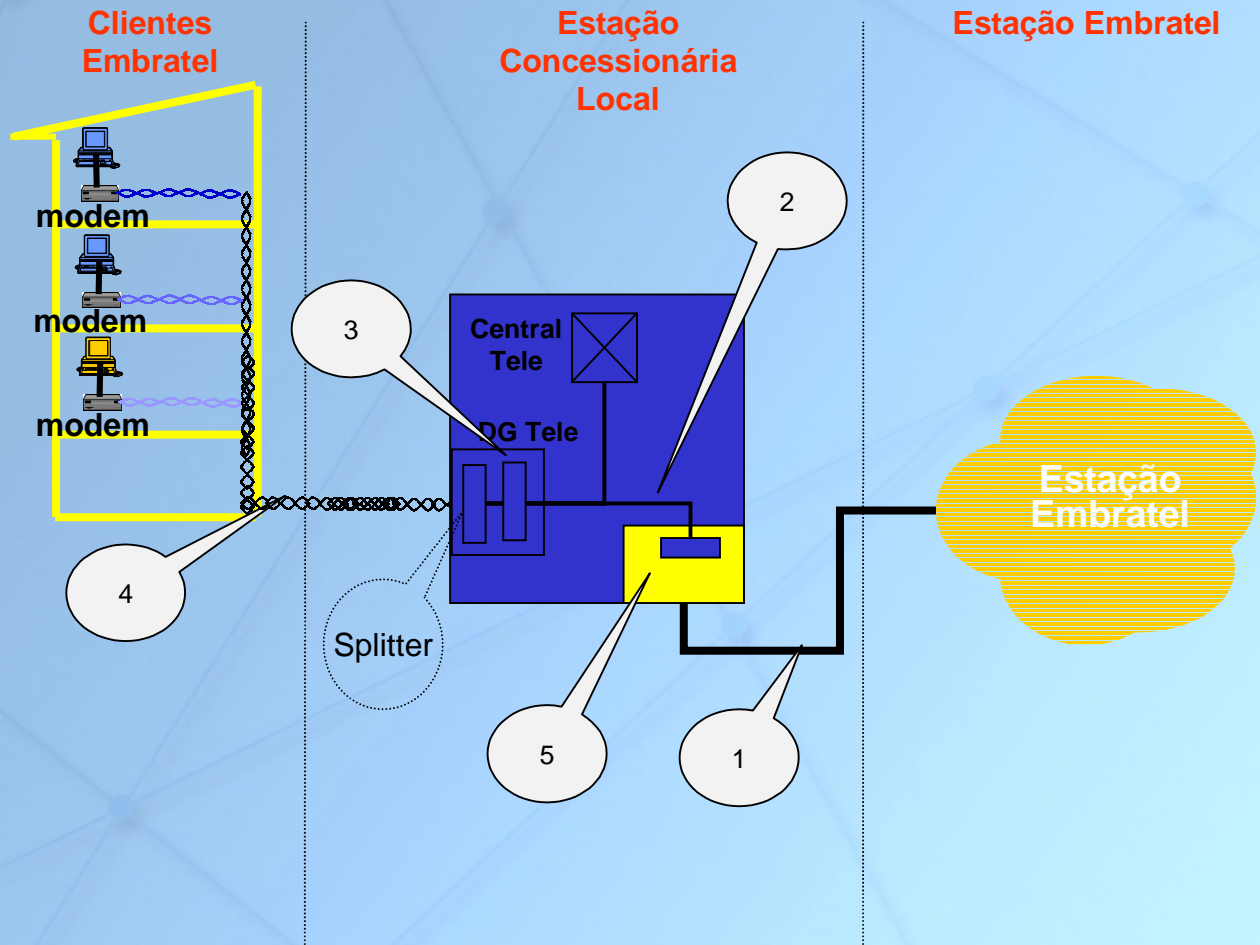 Clientes
Embratel
Estação
Concessionária
Local
Estação Embratel
modem
modem
modem
2
3
Central
Tele
DG Tele
Estação
Embratel
4
Splitter
5
1